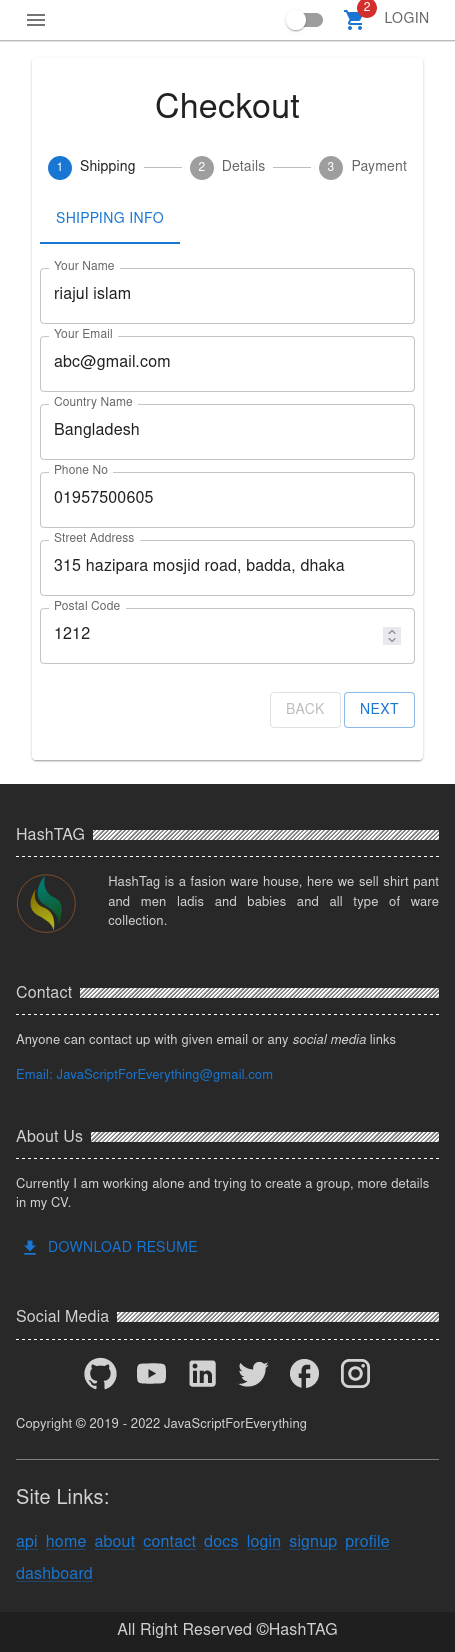 2
LOGIN
Checkout
1 Shipping 2 Details 3 Payment
SHIPPING INFO
Your Name
riajul islam
Your Email
abc@gmail.com
Country Name
Bangladesh
Phone No
01957500605
Street Address
315 hazipara mosjid road, badda, dhaka
Postal Code
1212
BACK NEXT
HashTAG
HashTag is a fasion ware house, here we sell shirt pant
and men ladis and babies and all type of ware
collection.
Contact
Anyone can contact up with given email or any social media links
Email: JavaScriptForEverything@gmail.com
About Us
Currently I am working alone and trying to create a group, more details
in my CV.
DOWNLOAD RESUME
Social Media
Copyright © 2019 - 2022 JavaScriptForEverything
Site Links:
api home about contact docs login signup profile
dashboard
All Right Reserved ©HashTAG